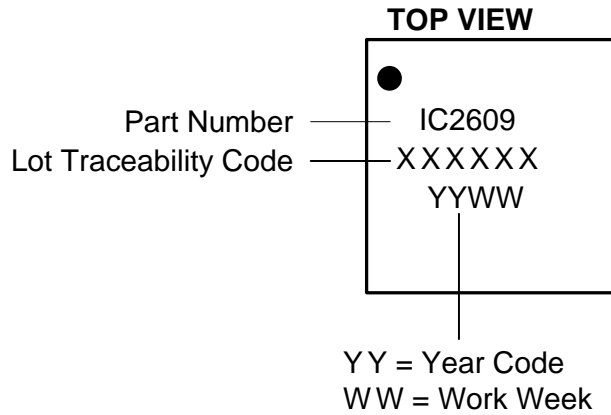 TOP VIEW
Part Number
IC2609
Lot Traceability Code
XXXXXX
YYWW
YY = Year Code
WW = Work Week